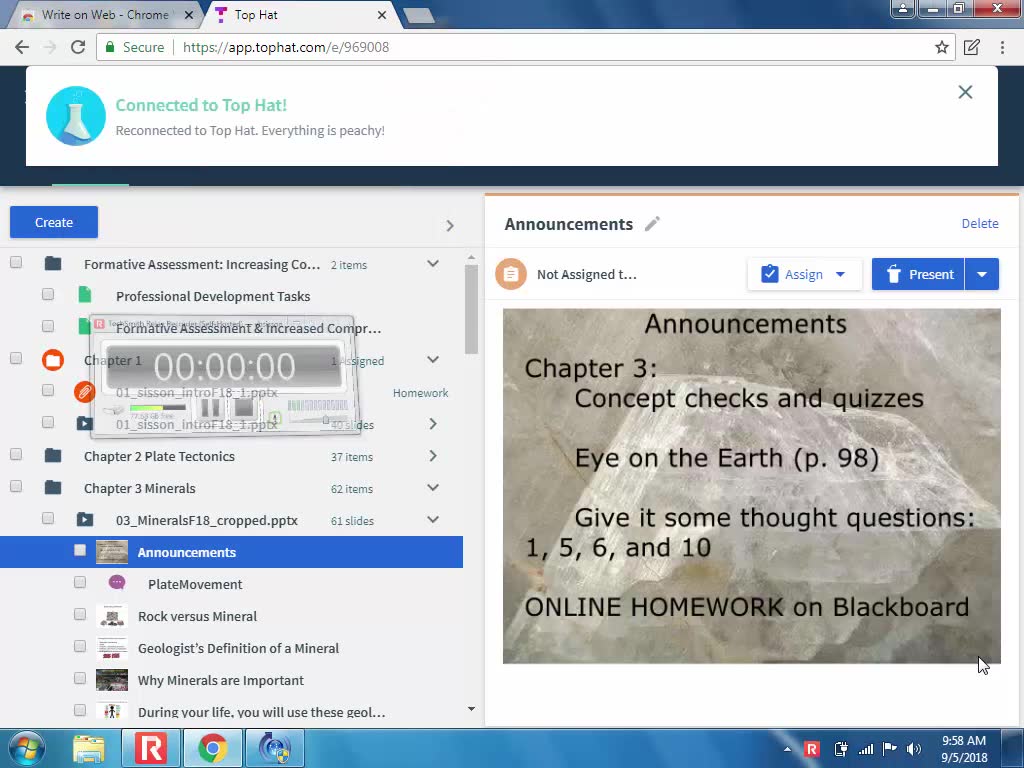 Write on Web - Chrome
Top Hat
Secure
https://app.tophat.com/e/969008
Connected to Top Hat!
Reconnected to Top Hat. Everything is peachy!
Create
Formative Assessment: Increasing Co... 2 items
Professional Development Tasks
Formative Assessment & Increased Compr...
Chapter 1
1 Assigned
00:00:00
01_sisson_introF18_1.pptx
Homework
01_sisson_introF18_1.pptx
40 slides
Chapter 2 Plate Tectonics 37 items
Chapter 3 Minerals 62 items
03_MineralsF18_cropped.pptx 61 slides
Announcements
PlateMovement
Rock versus Mineral
Geologist's Definition of a Mineral
Why Minerals are Important
During your life, you will use these geol...
Announcements
Delete
Not Assigned t...
Assign
Present
Announcements
Chapter 3:
Concept checks and quizzes
Eye on the Earth (p. 98)
Give it some thought questions:
1, 5, 6, and 10
ONLINE HOMEWORK on Blackboard
9:58 AM
9/5/2018